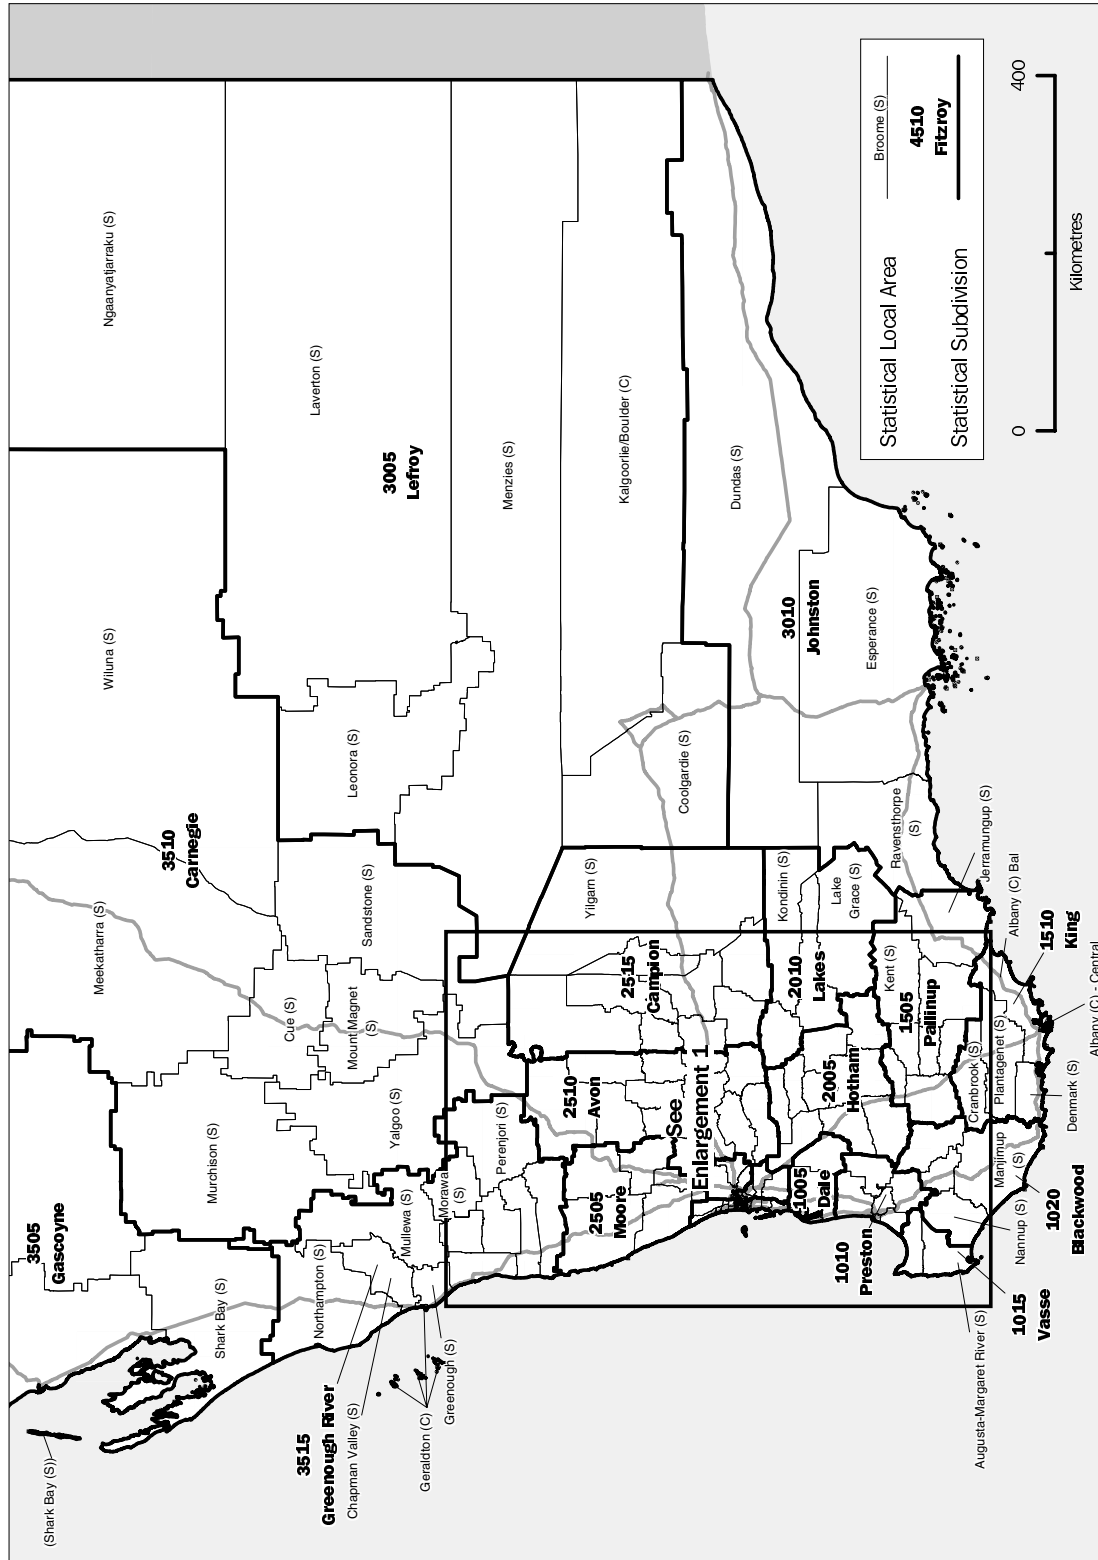 Ngaanyatjarraku (S)
Laverton (S)
3005
Lefroy
Menzies (S)
Kalgoorlie/Boulder (C)
Dundas (S)
Wiluna (S)
Leonora (S)
3010
Johnston
Esperance (S)
Coolgardie (S)
Ravensthorpe
(S)
Jerramungup (S)
3510
Carnegie
Meekatharra (S)
Sandstone (S)
Cue (S)
Mount Magnet
(S)
Yalgoo (S)
Murchison (S)
3505
Gascoyne
Shark Bay (S)
(Shark Bay (S))
Northampton (S)
Mullewa (S)
Morawa
(S)
Perenjori (S)
3515
Greenough River
Chapman Valley (S)
Geraldton (C)
Greenough (S)
Yilgarn (S)
Kondinin (S)
Lake
Grace (S)
2515
Campion
2010
Lakes
Kent (S)
1505
Pallinup
2510
Avon
See
Enlargement 1
2005
Hotham
Cranbrook (S)
Plantagenet (S)
Albany (C) Bal
1510
King
Albany (C) - Central
Denmark (S)
2505
Moore
1005
Dale
1010
Preston
Manjimup
(S)
1020
Blackwood
Nannup (S)
1015
Vasse
Augusta-Margaret River (S)
Statistical Local Area
Broome (S)
Statistical Subdivision
4510
Fitzroy
0
400
Kilometres